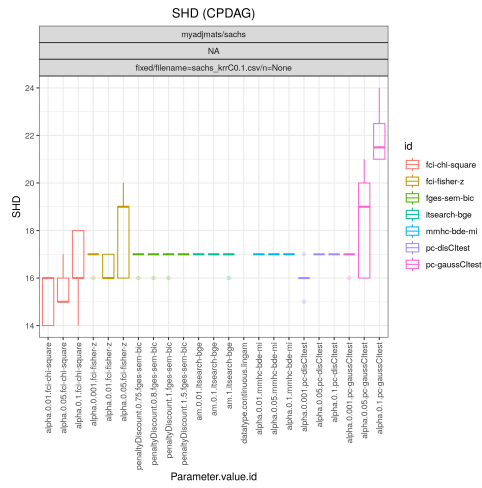 SHD (CPDAG)
myadjmats/sachs
NA
fixed/filename=sachs_krrC0.1.csv/n=None
SHD
24
22
20
18
16
14
alpha.0.01.fci-chi-square
alpha.0.05.fci-chi-square
alpha.0.1.fci-chi-square
alpha.0.001.fci-fisher-z
alpha.0.01.fci-fisher-z
alpha.0.05.fci-fisher-z
penaltyDiscount.0.75.fges-sem-bic
penaltyDiscount.0.8.fges-sem-bic
penaltyDiscount.1.fges-sem-bic
penaltyDiscount.1.5.fges-sem-bic
am.0.01.itsearch-bge
am.0.1.itsearch-bge
am.1.itsearch-bge
datatype.continuous.lingam
alpha.0.01.mmhc-bde-mi
alpha.0.05.mmhc-bde-mi
alpha.0.1.mmhc-bde-mi
alpha.0.001.pc-disCItest
alpha.0.05.pc-disCItest
alpha.0.1.pc-disCItest
alpha.0.001.pc-gaussCItest
alpha.0.05.pc-gaussCItest
alpha.0.1.pc-gaussCItest
Parameter.value.id
id
fci-chi-square
fci-fisher-z
fges-sem-bic
itsearch-bge
mmhc-bde-mi
pc-disCItest
pc-gaussCItest